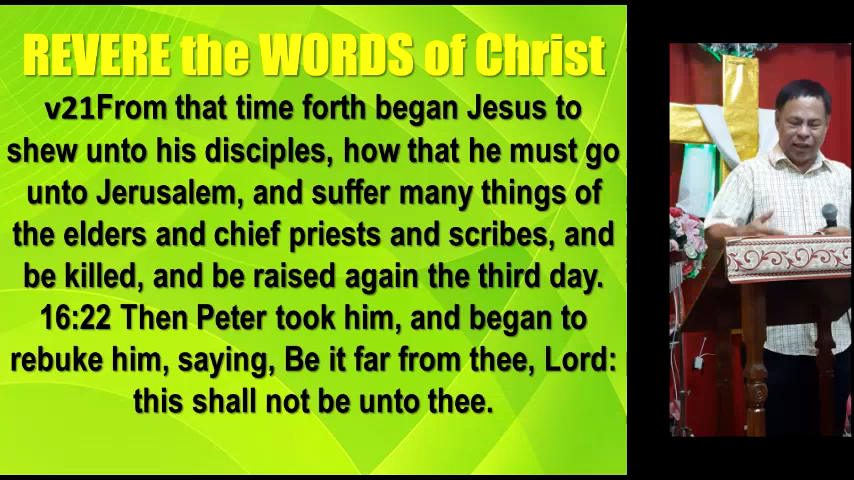 REVERE the WORDS of Christ
v21From that time forth began Jesus to
shew unto his disciples, how that he must go
unto Jerusalem, and suffer many things of
the elders and chief priests and scribes, and
be killed, and be raised again the third day.
16:22 Then Peter took him, and began to
rebuke him, saying, Be it far from thee, Lord:
this shall not be unto thee.